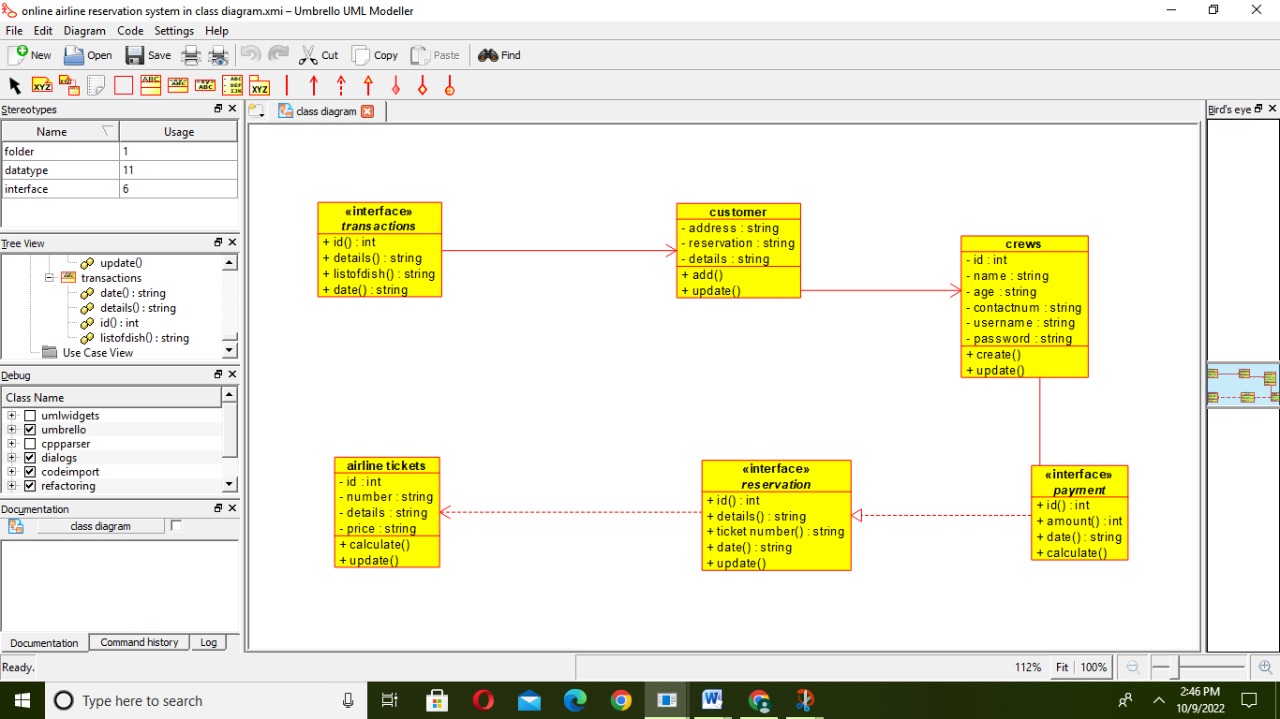 online airline reservation system in class diagram.xmi – Umbrello UML Modeller
File Edit Diagram Code Settings Help
New Open Save Cut Copy Paste Find
XYZ ABC XYZ
Stereotypes
Name Usage
folder 1
datatype 11
interface 6
Tree View
update()
transactions
date() : string
details() : string
id() : int
listofdish() : string
Use Case View
Debug
Class Name
umlwidgets
umbrello
cppparser
dialogs
codeimport
refactoring
Documentation
class diagram
Documentation Command history Log
class diagram
«interface»
transactions
+ id() : int
+ details() : string
+ listofdish() : string
+ date() : string
customer
- address : string
- reservation : string
- details : string
+ add()
+ update()
crews
- id : int
- name : string
- age : string
- contactnum : string
- username : string
- password : string
+ create()
+ update()
airline tickets
- id : int
- number : string
- details : string
- price : string
+ calculate()
+ update()
«interface»
reservation
+ id() : int
+ details() : string
+ ticket number() : string
+ date() : string
+ update()
«interface»
payment
+ id() : int
+ amount() : int
+ date() : string
+ calculate()
Bird's eye
Ready.
112% Fit 100%
Type here to search
2:46 PM
10/9/2022